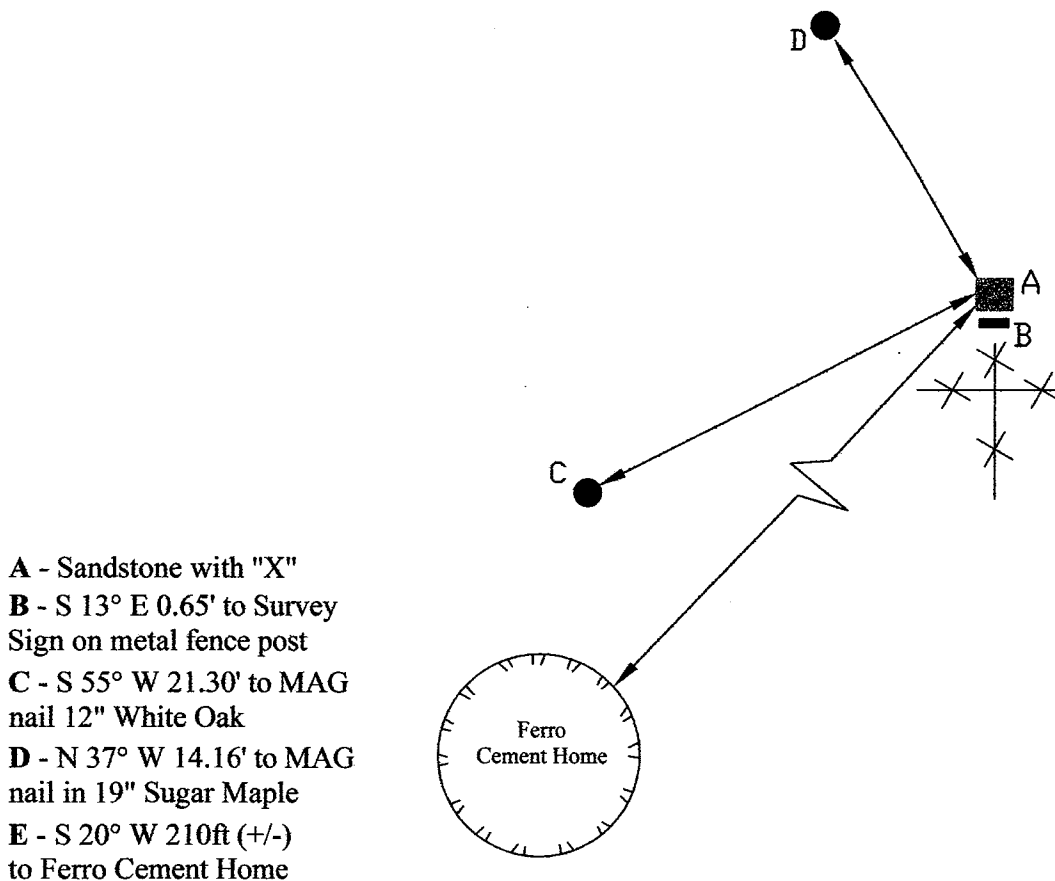 D
A
B
C
A - Sandstone with "X"
B - S 13° E 0.65' to Survey
Sign on metal fence post
C - S 55° W 21.30' to MAG
nail 12" White Oak
D - N 37° W 14.16' to MAG
nail in 19" Sugar Maple
E - S 20° W 210ft (+/-)
to Ferro Cement Home
Ferro
Cement Home